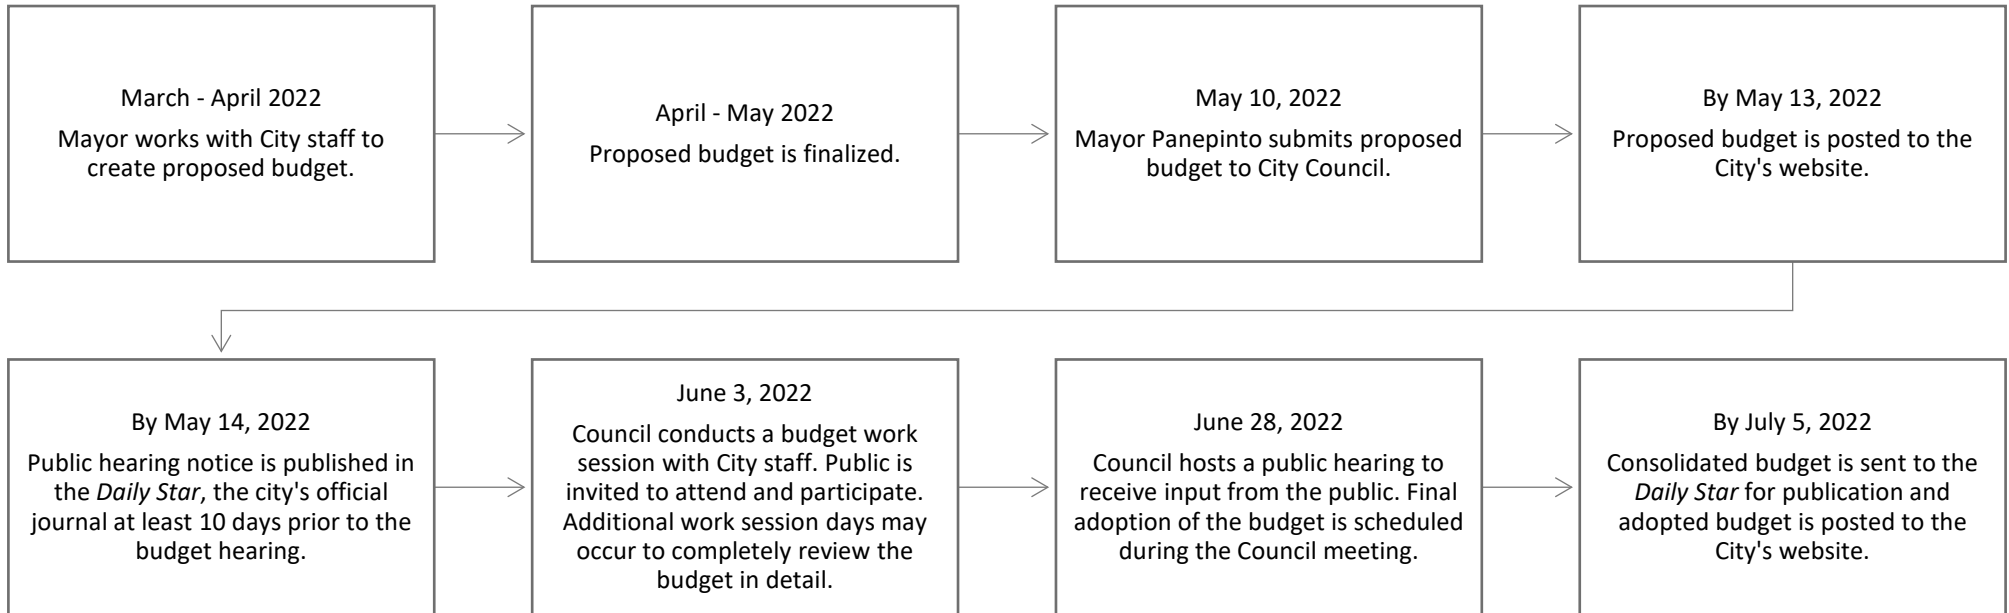 March - April 2022
Mayor works with City staff to
create proposed budget.
April - May 2022
Proposed budget is finalized.
May 10, 2022
Mayor Panepinto submits proposed
budget to City Council.
By May 13, 2022
Proposed budget is posted to the
City's website.
By May 14, 2022
Public hearing notice is published in
the Daily Star, the city's official
journal at least 10 days prior to the
budget hearing.
June 3, 2022
Council conducts a budget work
session with City staff. Public is
invited to attend and participate.
Additional work session days may
occur to completely review the
budget in detail.
June 28, 2022
Council hosts a public hearing to
receive input from the public. Final
adoption of the budget is scheduled
during the Council meeting.
By July 5, 2022
Consolidated budget is sent to the
Daily Star for publication and
adopted budget is posted to the
City's website.